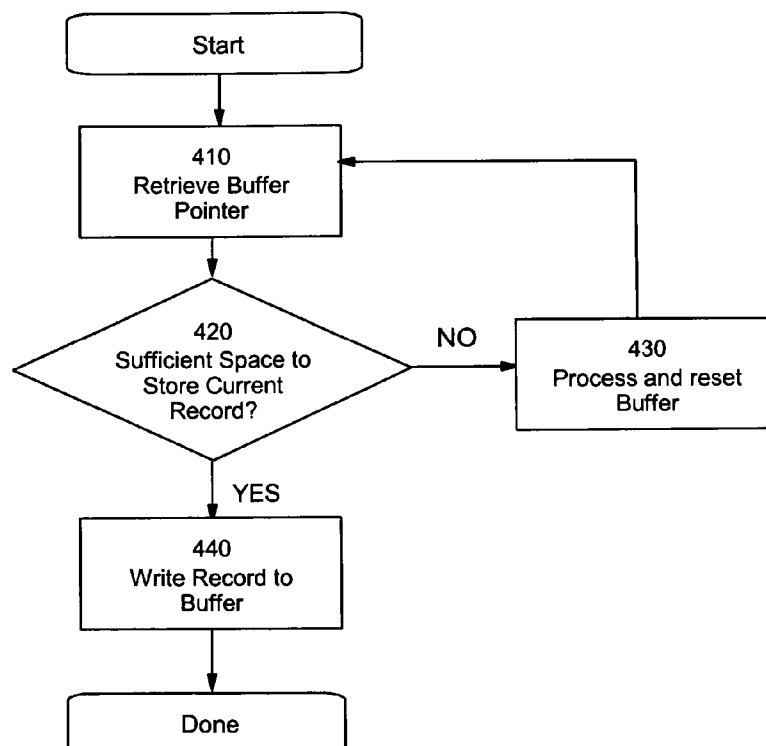 Start
410
Retrieve Buffer
Pointer
420
Sufficient Space to
Store Current
Record?
NO
430
Process and reset
Buffer
YES
440
Write Record to
Buffer
Done